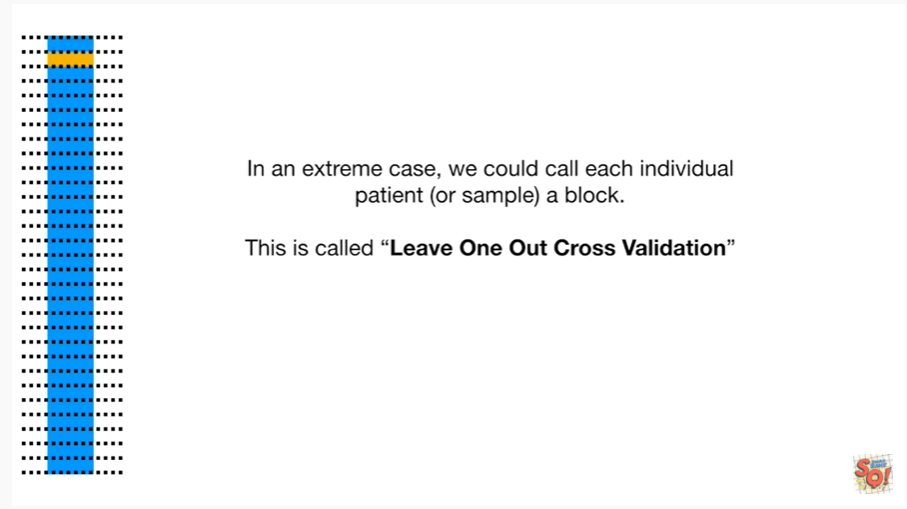 In an extreme case, we could call each individual
patient (or sample) a block.
This is called “Leave One Out Cross Validation”
SQ!